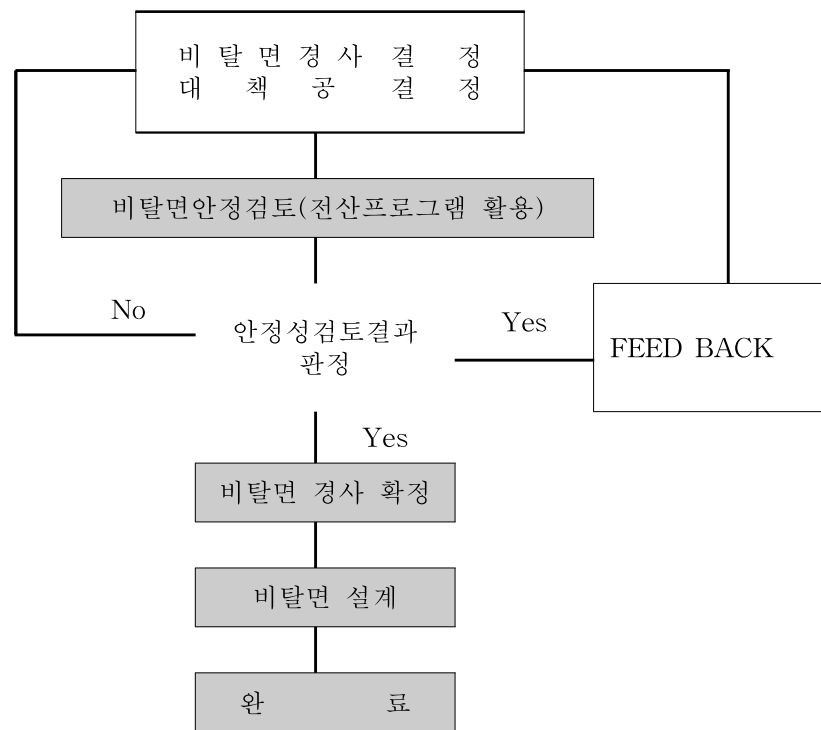 비 탈 면 경 사 결 정
대 책 공 결 정
비탈면안정검토(전산프로그램 활용)
No
안정성검토결과
판정
Yes
FEED BACK
Yes
비탈면 경사 확정
비탈면 설계
완 료